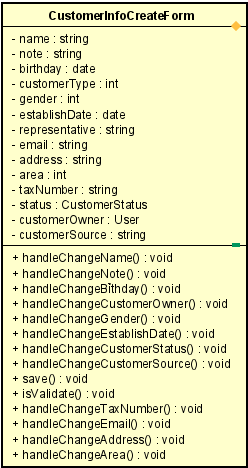 CustomerInfoCreateForm
- name : string
- note : string
- birthday : date
- customerType : int
- gender : int
- establishDate : date
- representative : string
- email : string
- address : string
- area : int
- taxNumber : string
- status : CustomerStatus
- customerOwner : User
- customerSource : string
+ handleChangeName() : void
+ handleChangeNote() : void
+ handleChangeBithday() : void
+ handleChangeCustomerOwner() : void
+ handleChangeGender() : void
+ handleChangeEstablishDate() : void
+ handleChangeCustomerStatus() : void
+ handleChangeCustomerSource() : void
+ save() : void
+ isValidate() : void
+ handleChangeTaxNumber() : void
+ handleChangeEmail() : void
+ handleChangeAddress() : void
+ handleChangeArea() : void